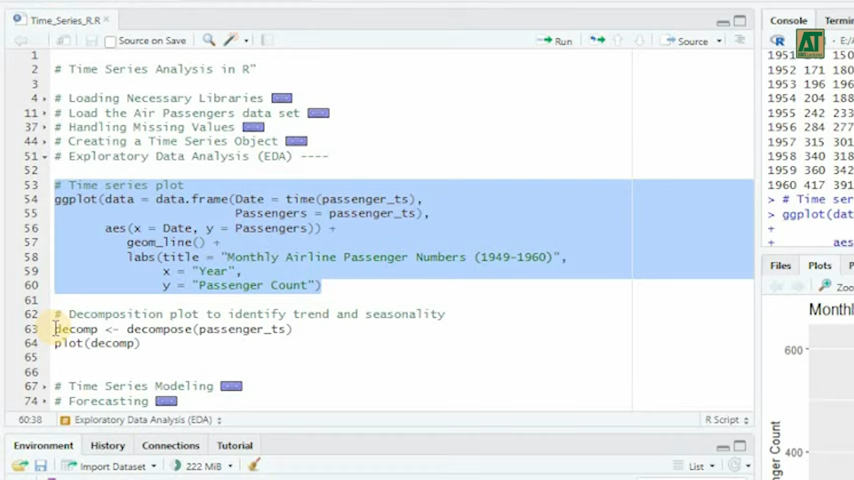 Time_Series_R.R
Source on Save
Run
Source
1
2 # Time Series Analysis in R"
3
4 # Loading Necessary Libraries
11 # Load the Air Passengers data set
37 # Handling Missing Values
44 # Creating a Time Series Object
51 # Exploratory Data Analysis (EDA) ----
52
53 # Time series plot
54 ggplot(data = data.frame(Date = time(passenger_ts),
55 Passengers = passenger_ts),
56 aes(x = Date, y = Passengers)) +
57 geom_line() +
58 labs(title = "Monthly Airline Passenger Numbers (1949-1960)",
59 x = "Year",
60 y = "Passenger Count")
61
62 # Decomposition plot to identify trend and seasonality
63 decomp <- decompose(passenger_ts)
64 plot(decomp)
65
66
67 # Time Series Modeling
74 # Forecasting
60:38 Exploratory Data Analysis (EDA) R Script
Environment History Connections Tutorial
Import Dataset 222 MiB List
Console Termin
R E:/
AT
1951 150
1952 171 180
1953 196 196
1954 204 188
1955 242 233
1956 284 277
1957 315 301
1958 340 318
1959 360 342
1960 417 391
> # Time ser
> ggplot(dat
+
+ aes
Files Plots
Zoo
Monthl
600
400
nger Count